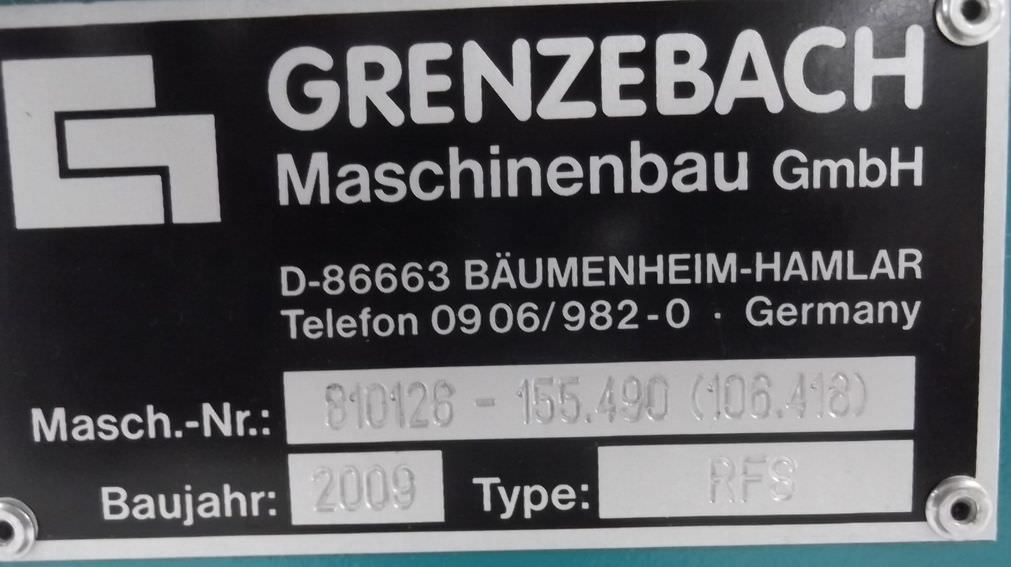 GRENZEBACH
Maschinenbau GmbH
D-86663 BÄUMENHEIM-HAMLAR
Telefon 0906/982-0 · Germany
Masch.-Nr.: 810126 - 155.490 (106.418)
Baujahr: 2009 Type: RFS